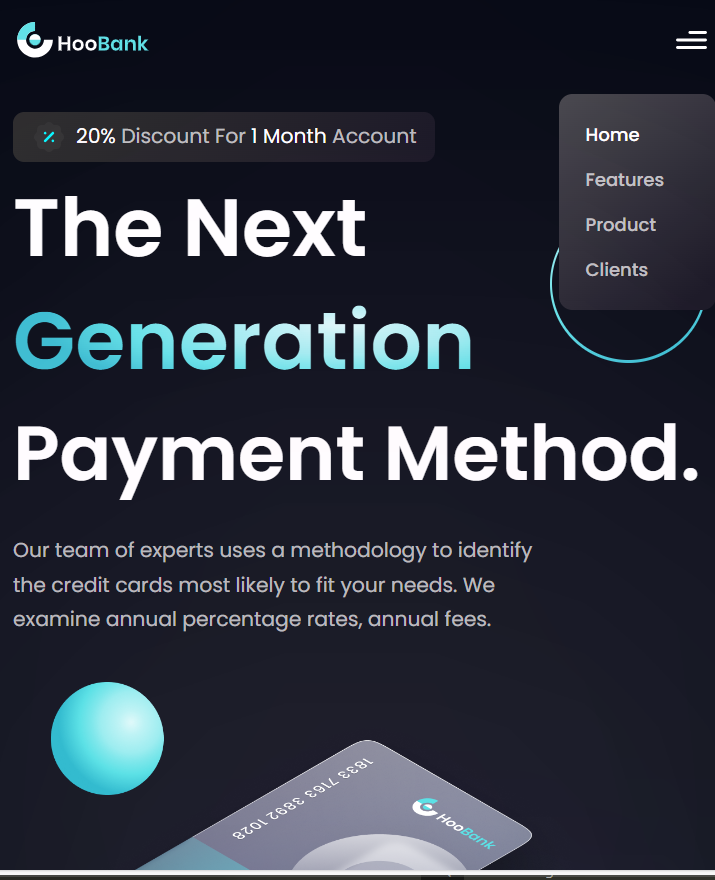 HooBank
20% Discount For 1 Month Account
Home
Features
Product
Clients
The Next
Generation
Payment Method.
Our team of experts uses a methodology to identify
the credit cards most likely to fit your needs. We
examine annual percentage rates, annual fees.
1833 7163 3892 1028
HooBank